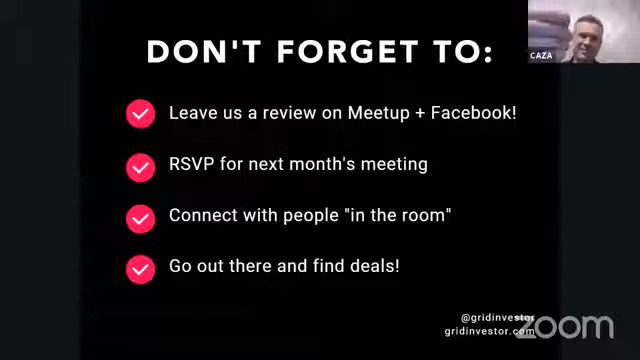 DON'T FORGET TO:
CAZA
Leave us a review on Meetup + Facebook!
RSVP for next month's meeting
Connect with people "in the room"
Go out there and find deals!
@gridinvestor
gridinvestor.com
zoom